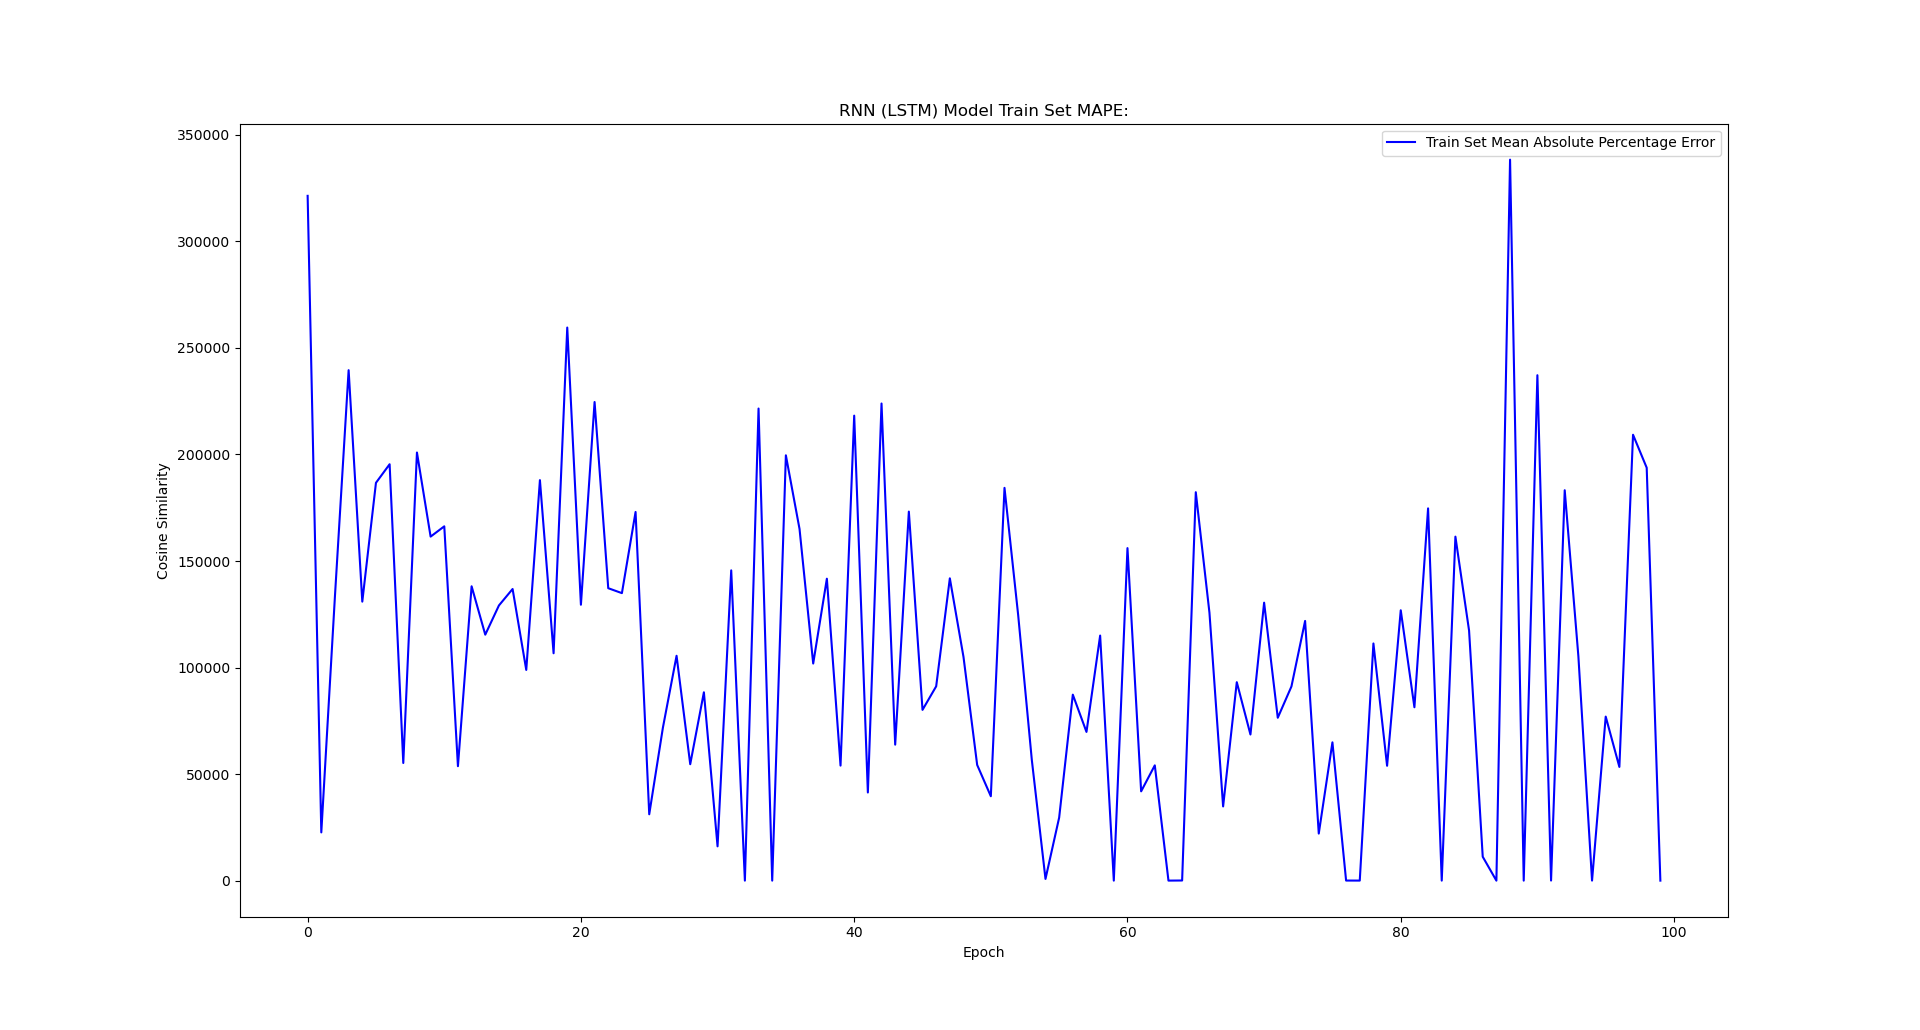 RNN (LSTM) Model Train Set MAPE:
Train Set Mean Absolute Percentage Error
350000
300000
250000
200000
150000
100000
50000
0
Cosine Similarity
0 20 40 60 80 100
Epoch